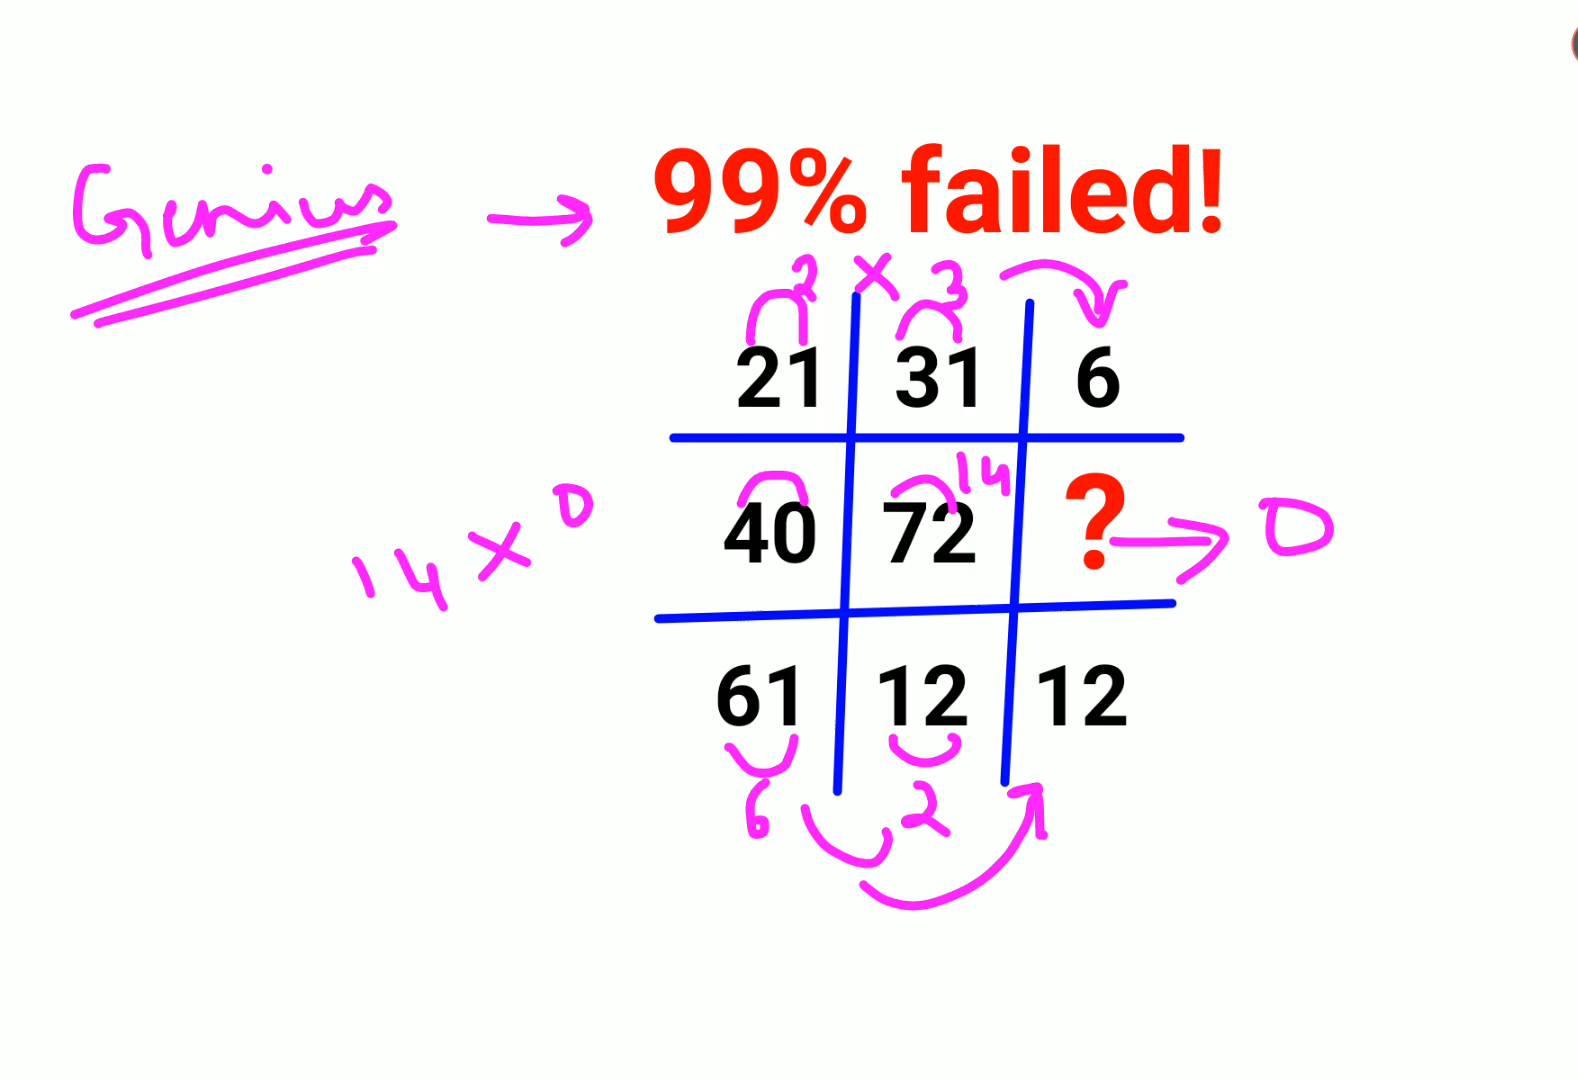 Genius → 99% failed!
2 × 3
21 31 6
14
40 72 ? → 0
14 × 0
61 12 12
6 2